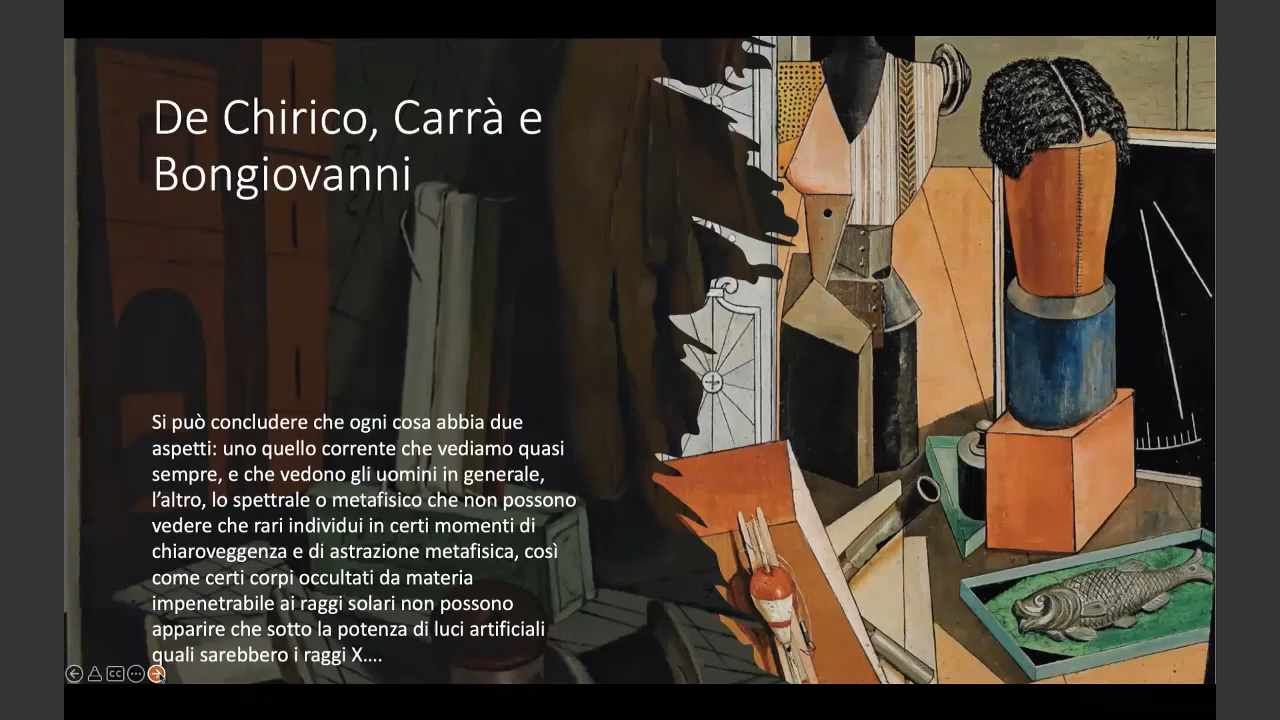 De Chirico, Carrà e
Bongiovanni
Si può concludere che ogni cosa abbia due
aspetti: uno quello corrente che vediamo quasi
sempre, e che vedono gli uomini in generale,
l’altro, lo spettrale o metafisico che non possono
vedere che rari individui in certi momenti di
chiaroveggenza e di astrazione metafisica, così
come certi corpi occultati da materia
impenetrabile ai raggi solari non possono
apparire che sotto la potenza di luci artificiali
quali sarebbero i raggi X....
CC